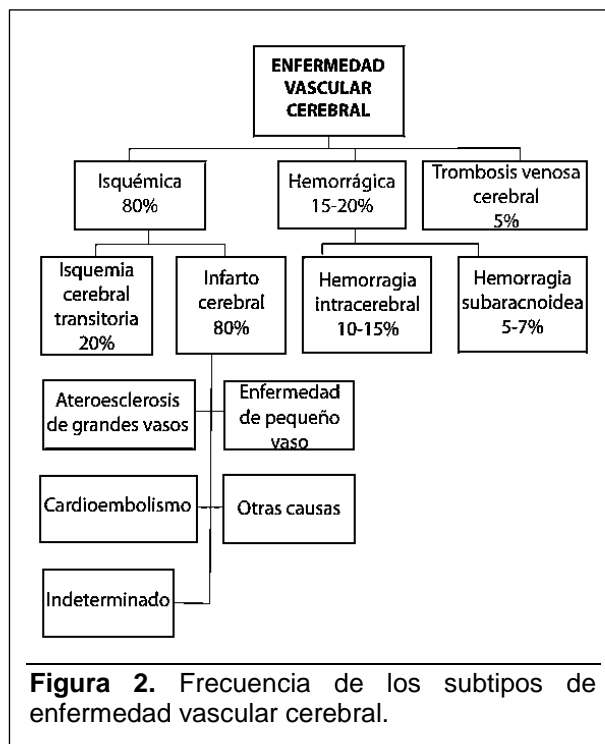 ENFERMEDAD
VASCULAR
CEREBRAL
Isquémica
80%
Hemorrágica
15-20%
Trombosis venosa
cerebral
5%
Isquemia
cerebral
transitoria
20%
Infarto
cerebral
80%
Hemorragia
intracerebral
10-15%
Hemorragia
subaracnoidea
5-7%
Ateroesclerosis
de grandes vasos
Enfermedad
de pequeño
vaso
Cardioembolismo
Otras causas
Indeterminado
Figura 2. Frecuencia de los subtipos de
enfermedad vascular cerebral.